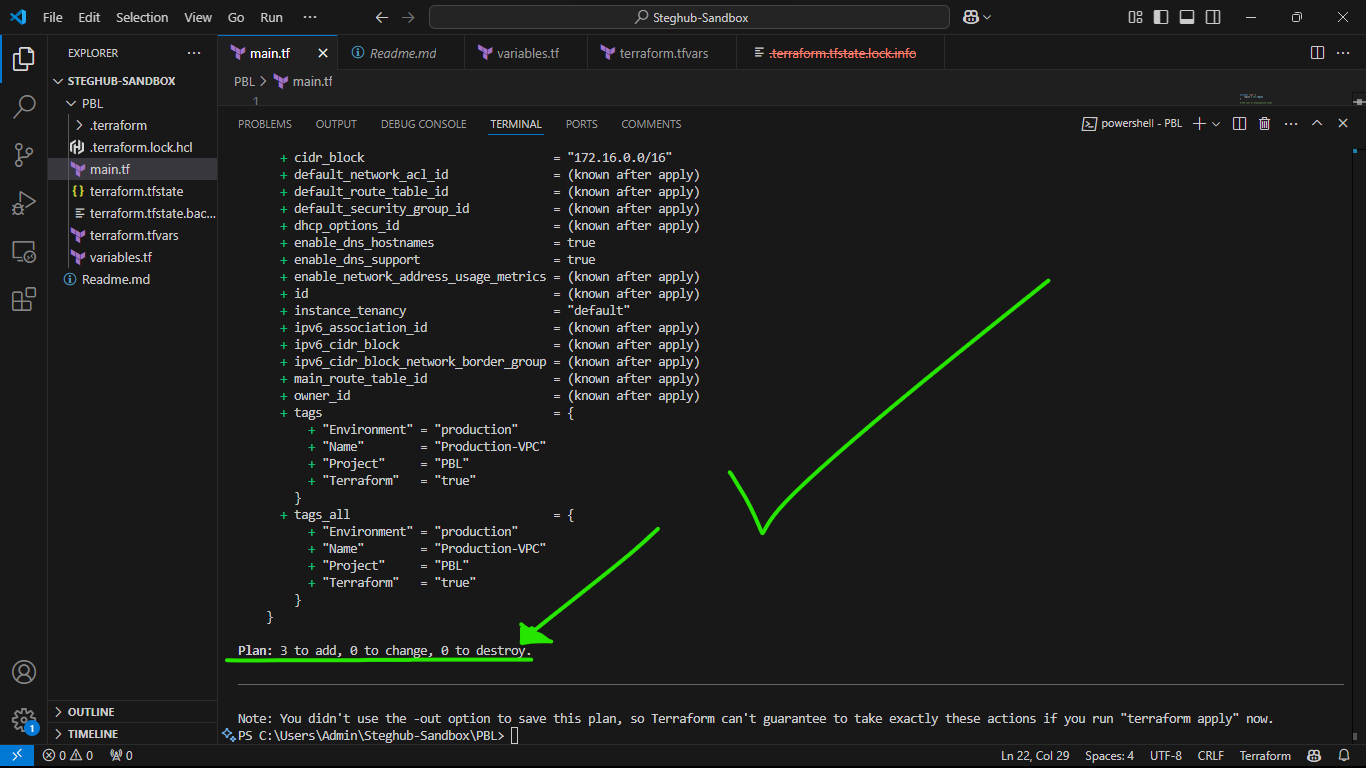 File Edit Selection View Go Run ···
Steghub-Sandbox
EXPLORER ···
STEGHUB-SANDBOX
PBL
.terraform
.terraform.lock.hcl
main.tf
terraform.tfstate
terraform.tfstate.bac...
terraform.tfvars
variables.tf
Readme.md
OUTLINE
TIMELINE
1
main.tf Readme.md variables.tf terraform.tfvars .terraform.tfstate.lock.info ···
PBL > main.tf
1
PROBLEMS OUTPUT DEBUG CONSOLE TERMINAL PORTS COMMENTS powershell - PBL ···
+ cidr_block = "172.16.0.0/16"
+ default_network_acl_id = (known after apply)
+ default_route_table_id = (known after apply)
+ default_security_group_id = (known after apply)
+ dhcp_options_id = (known after apply)
+ enable_dns_hostnames = true
+ enable_dns_support = true
+ enable_network_address_usage_metrics = (known after apply)
+ id = (known after apply)
+ instance_tenancy = "default"
+ ipv6_association_id = (known after apply)
+ ipv6_cidr_block = (known after apply)
+ ipv6_cidr_block_network_border_group = (known after apply)
+ main_route_table_id = (known after apply)
+ owner_id = (known after apply)
+ tags = {
+ "Environment" = "production"
+ "Name" = "Production-VPC"
+ "Project" = "PBL"
+ "Terraform" = "true"
}
+ tags_all = {
+ "Environment" = "production"
+ "Name" = "Production-VPC"
+ "Project" = "PBL"
+ "Terraform" = "true"
}
}
Plan: 3 to add, 0 to change, 0 to destroy.
Note: You didn't use the -out option to save this plan, so Terraform can't guarantee to take exactly these actions if you run "terraform apply" now.
PS C:\Users\Admin\Steghub-Sandbox\PBL>
0 0 0 Ln 22, Col 29 Spaces: 4 UTF-8 CRLF Terraform